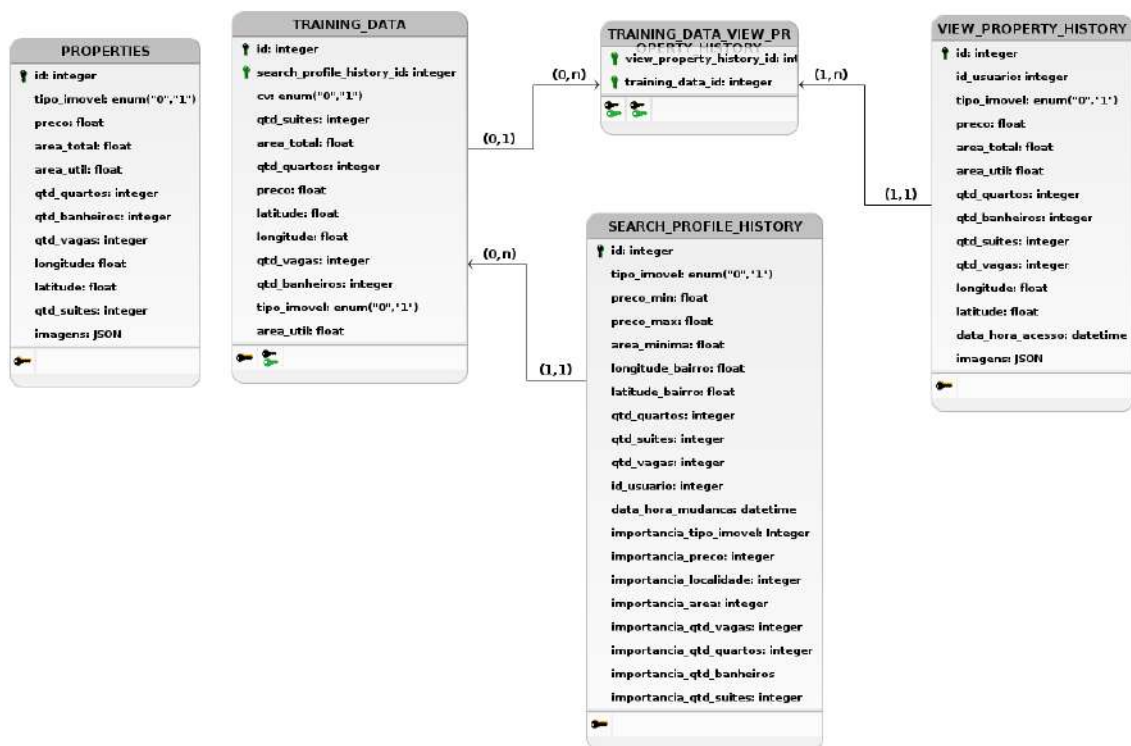 PROPERTIES
id: integer
tipo_imovel: enum("0","1")
preco: float
area_total: float
area_util: float
qtd_quartos: integer
qtd_banheiros: integer
qtd_vagas: integer
longitude: float
latitude: float
qtd_suites: integer
imagens: JSON
TRAINING_DATA
id: integer
search_profile_history_id: integer
cv: enum("0","1")
qtd_suites: integer
area_total: float
qtd_quartos: integer
preco: float
latitude: float
longitude: float
qtd_vagas: integer
qtd_banheiros: integer
tipo_imovel: enum("0","1")
area_util: float
(0,1)
(0,n)
TRAINING_DATA_VIEW_PR
OPERTY_HISTORY
view_property_history_id: int
training_data_id: integer
(1,n)
(1,1)
(0,n)
(1,1)
SEARCH_PROFILE_HISTORY
id: integer
tipo_imovel: enum("0","1")
preco_min: float
preco_max: float
area_minima: float
longitude_bairro: float
latitude_bairro: float
qtd_quartos: integer
qtd_suites: integer
qtd_vagas: integer
id_usuario: integer
data_hora_mudanca: datetime
importancia_tipo_imovel: Integer
importancia_preco: integer
importancia_localidade: integer
importancia_area: integer
importancia_qtd_vagas: integer
importancia_qtd_quartos: integer
importancia_qtd_banheiros
importancia_qtd_suites: integer
VIEW_PROPERTY_HISTORY
id: integer
id_usuario: integer
tipo_imovel: enum("0","1")
preco: float
area_total: float
area_util: float
qtd_quartos: integer
qtd_banheiros: integer
qtd_suites: integer
qtd_vagas: integer
longitude: float
latitude: float
data_hora_acesso: datetime
imagens: JSON